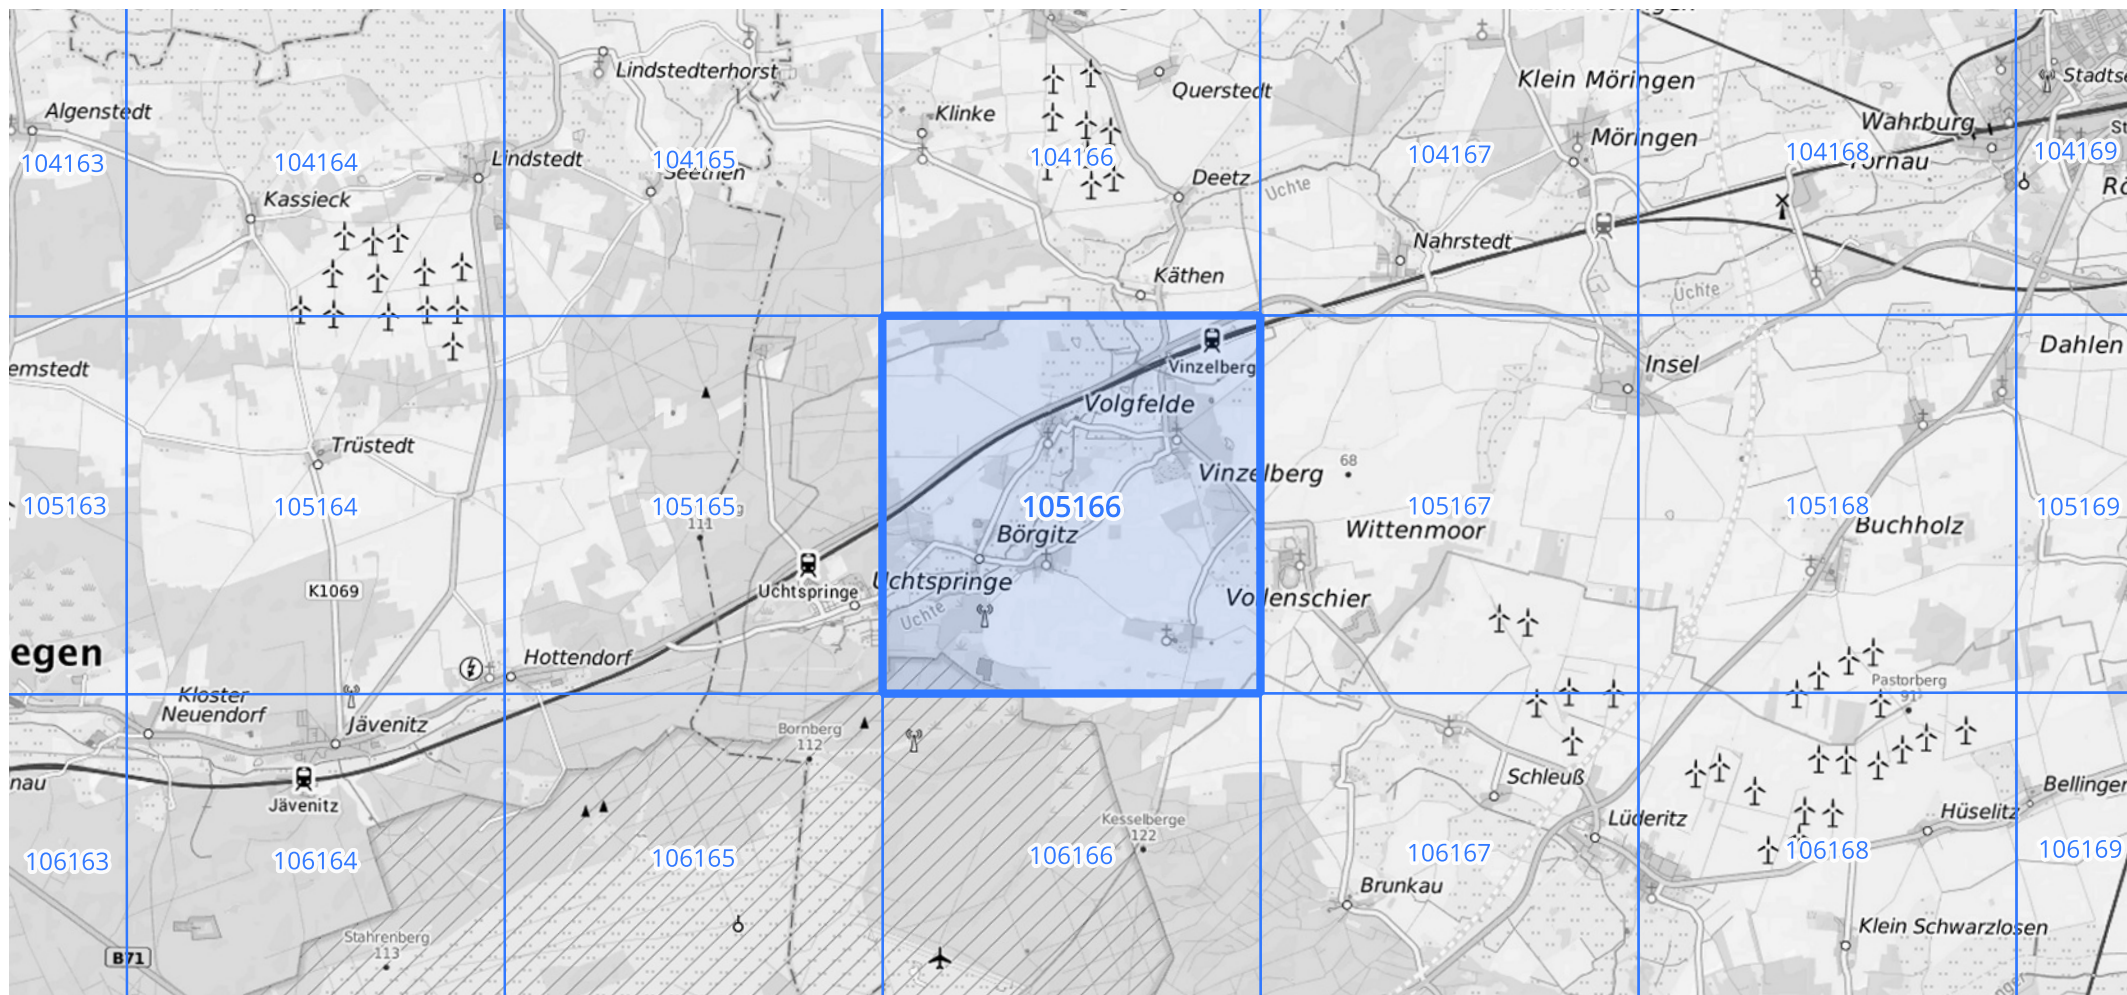 Lindstedterhorst
Stadtse
Querstedt
Klein Möringen
Algenstedt
Klinke
Wahrburg
Möringen
104163
104164
Lindstedt
104165
Seethen
104166
104167
104168
104169
Tornau
Deetz
Uchte
Kassieck
Nahrstedt
Käthen
Uchte
Dahlen
emstedt
Vinzelberg
Insel
Volgfelde
Trüstedt
Vinzelberg
68
105163
105164
105165
111
105166
105167
105168
105169
Buchholz
Börgitz
Wittenmoor
K1069
Uchtspringe
Uchtspringe
Vollenschier
Uchte
egen
Hottendorf
Pastorberg
91
Kloster
Neuendorf
Jävenitz
Bornberg
112
nau
Jävenitz
Schleuß
Bellingen
Kesselberge
122
Lüderitz
Hüselitz
106163
106164
106165
106166
106167
106168
106169
Brunkau
Stahrenberg
113
B71
Klein Schwarzlosen